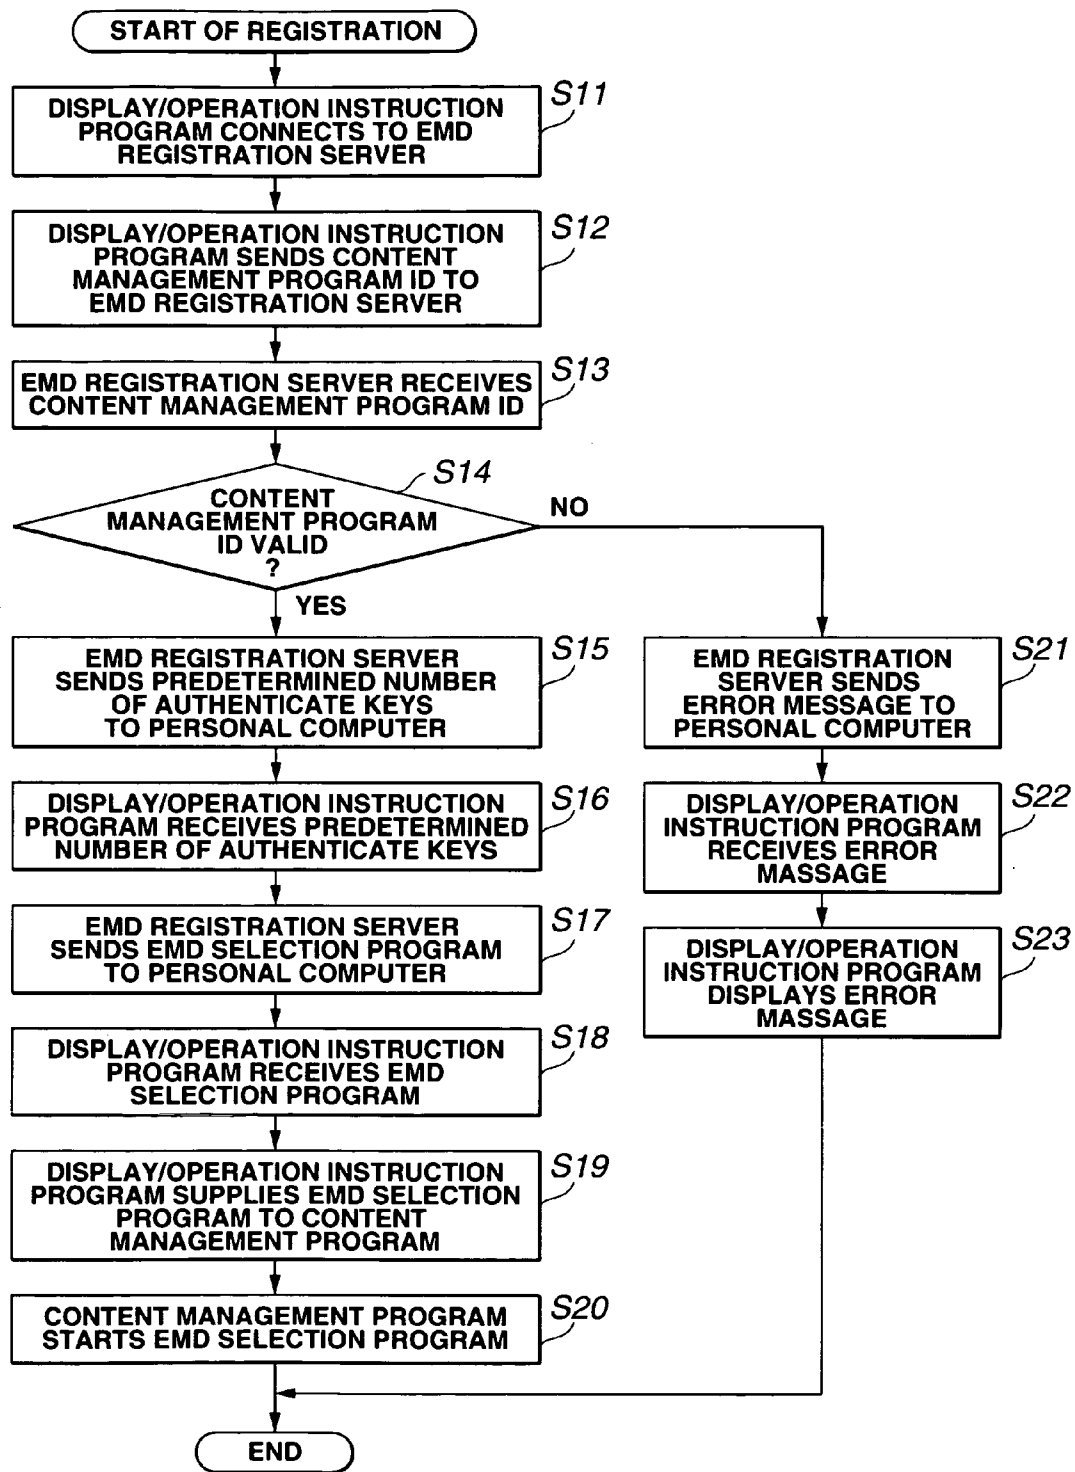 START OF REGISTRATION
S11
DISPLAY/OPERATION INSTRUCTION
PROGRAM CONNECTS TO EMD
REGISTRATION SERVER
S12
DISPLAY/OPERATION INSTRUCTION
PROGRAM SENDS CONTENT
MANAGEMENT PROGRAM ID TO
EMD REGISTRATION SERVER
S13
EMD REGISTRATION SERVER RECEIVES
CONTENT MANAGEMENT PROGRAM ID
S14
CONTENT
MANAGEMENT PROGRAM
ID VALID
?
NO
YES
S15
EMD REGISTRATION SERVER
SENDS PREDETERMINED NUMBER
OF AUTHENTICATE KEYS
TO PERSONAL COMPUTER
S16
DISPLAY/OPERATION INSTRUCTION
PROGRAM RECEIVES PREDETERMINED
NUMBER OF AUTHENTICATE KEYS
S17
EMD REGISTRATION SERVER
SENDS EMD SELECTION PROGRAM
TO PERSONAL COMPUTER
S18
DISPLAY/OPERATION INSTRUCTION
PROGRAM RECEIVES EMD
SELECTION PROGRAM
S19
DISPLAY/OPERATION INSTRUCTION
PROGRAM SUPPLIES EMD SELECTION
PROGRAM TO CONTENT
MANAGEMENT PROGRAM
S20
CONTENT MANAGEMENT PROGRAM
STARTS EMD SELECTION PROGRAM
S21
EMD REGISTRATION
SERVER SENDS
ERROR MESSAGE TO
PERSONAL COMPUTER
S22
DISPLAY/OPERATION
INSTRUCTION PROGRAM
RECEIVES ERROR
MASSAGE
S23
DISPLAY/OPERATION
INSTRUCTION PROGRAM
DISPLAYS ERROR
MASSAGE
END